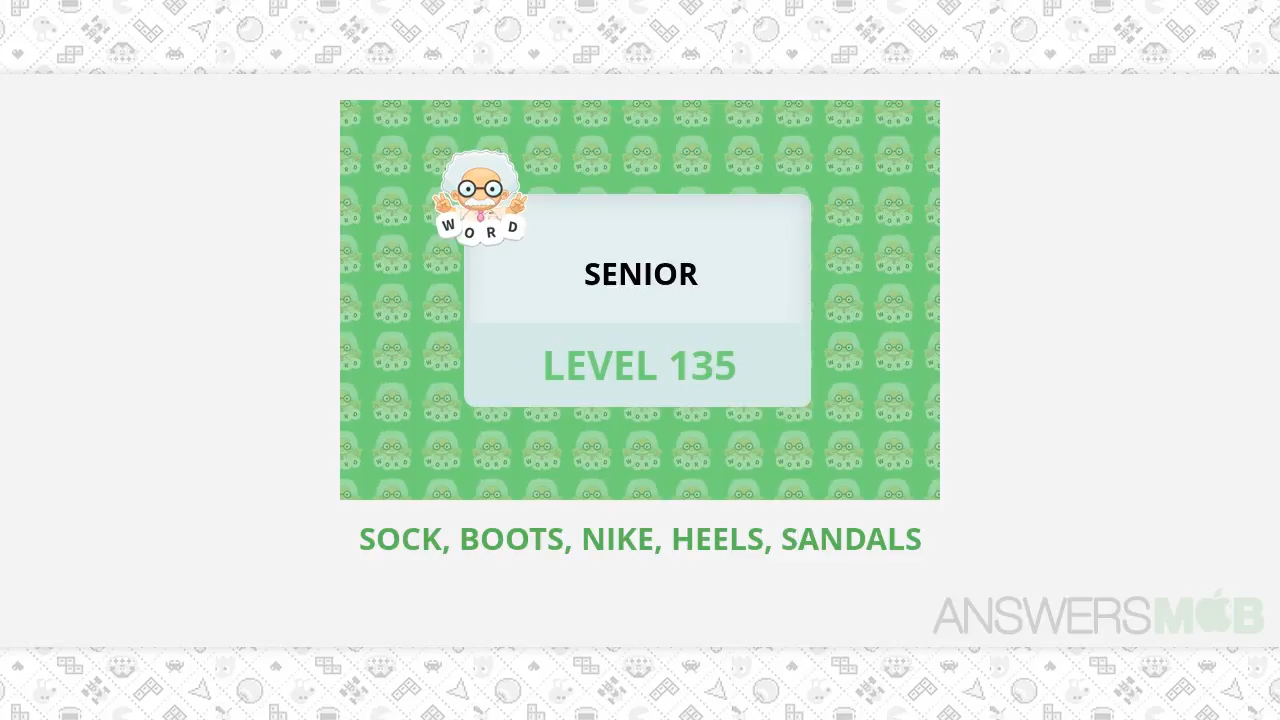 WORD
SENIOR
LEVEL 135
SOCK, BOOTS, NIKE, HEELS, SANDALS
ANSWERSMOB